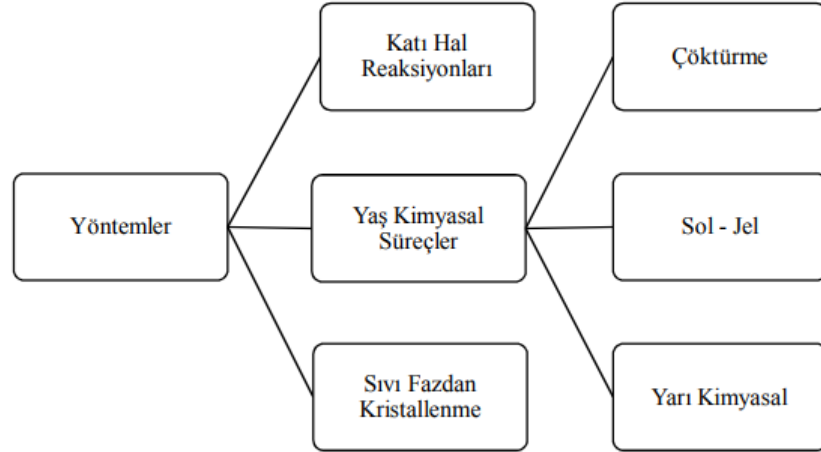 Yöntemler
Katı Hal
Reaksiyonları
Yaş Kimyasal
Süreçler
Sıvı Fazdan
Kristallenme
Çöktürme
Sol - Jel
Yarı Kimyasal